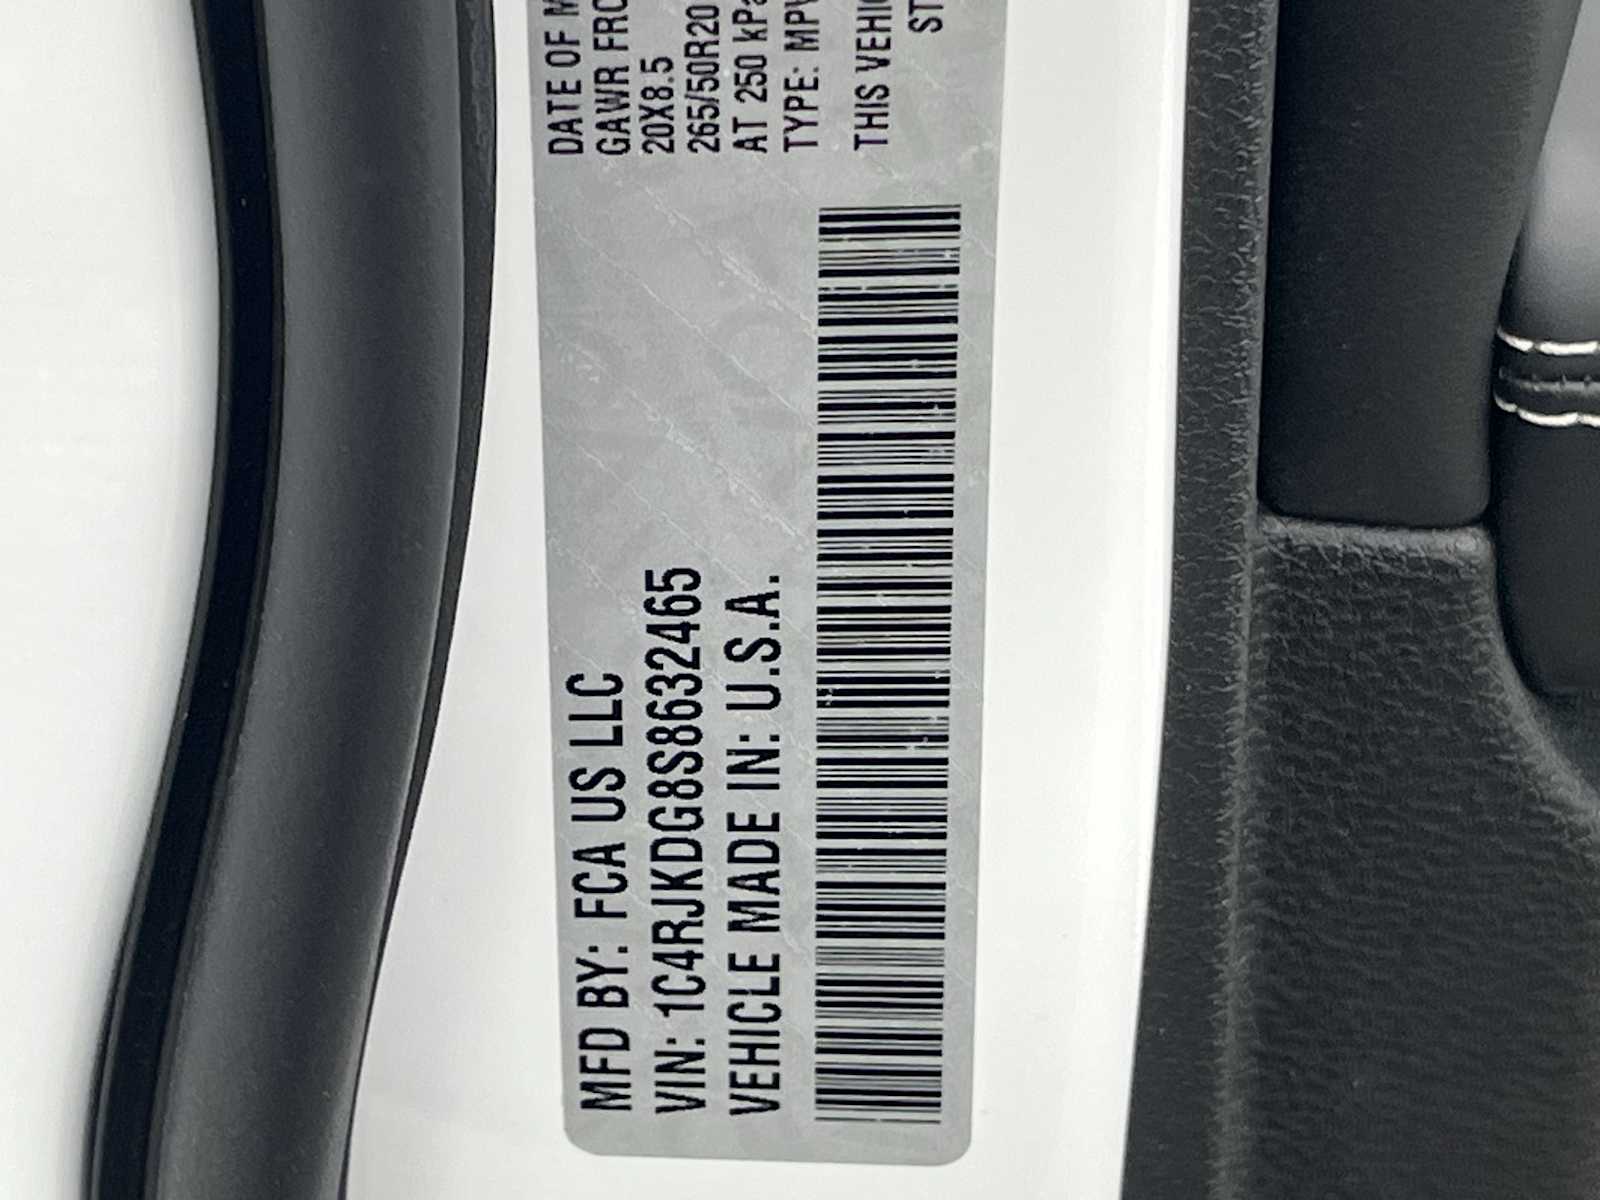 MFD BY: FCA US LLC
VIN: 1C4RJKDG8S8632465
VEHICLE MADE IN: U.S.A.
DATE OF M
GAWR FRO
20X8.5
265/50R20
AT 250 kPa
TYPE: MPV
THIS VEHIC
ST